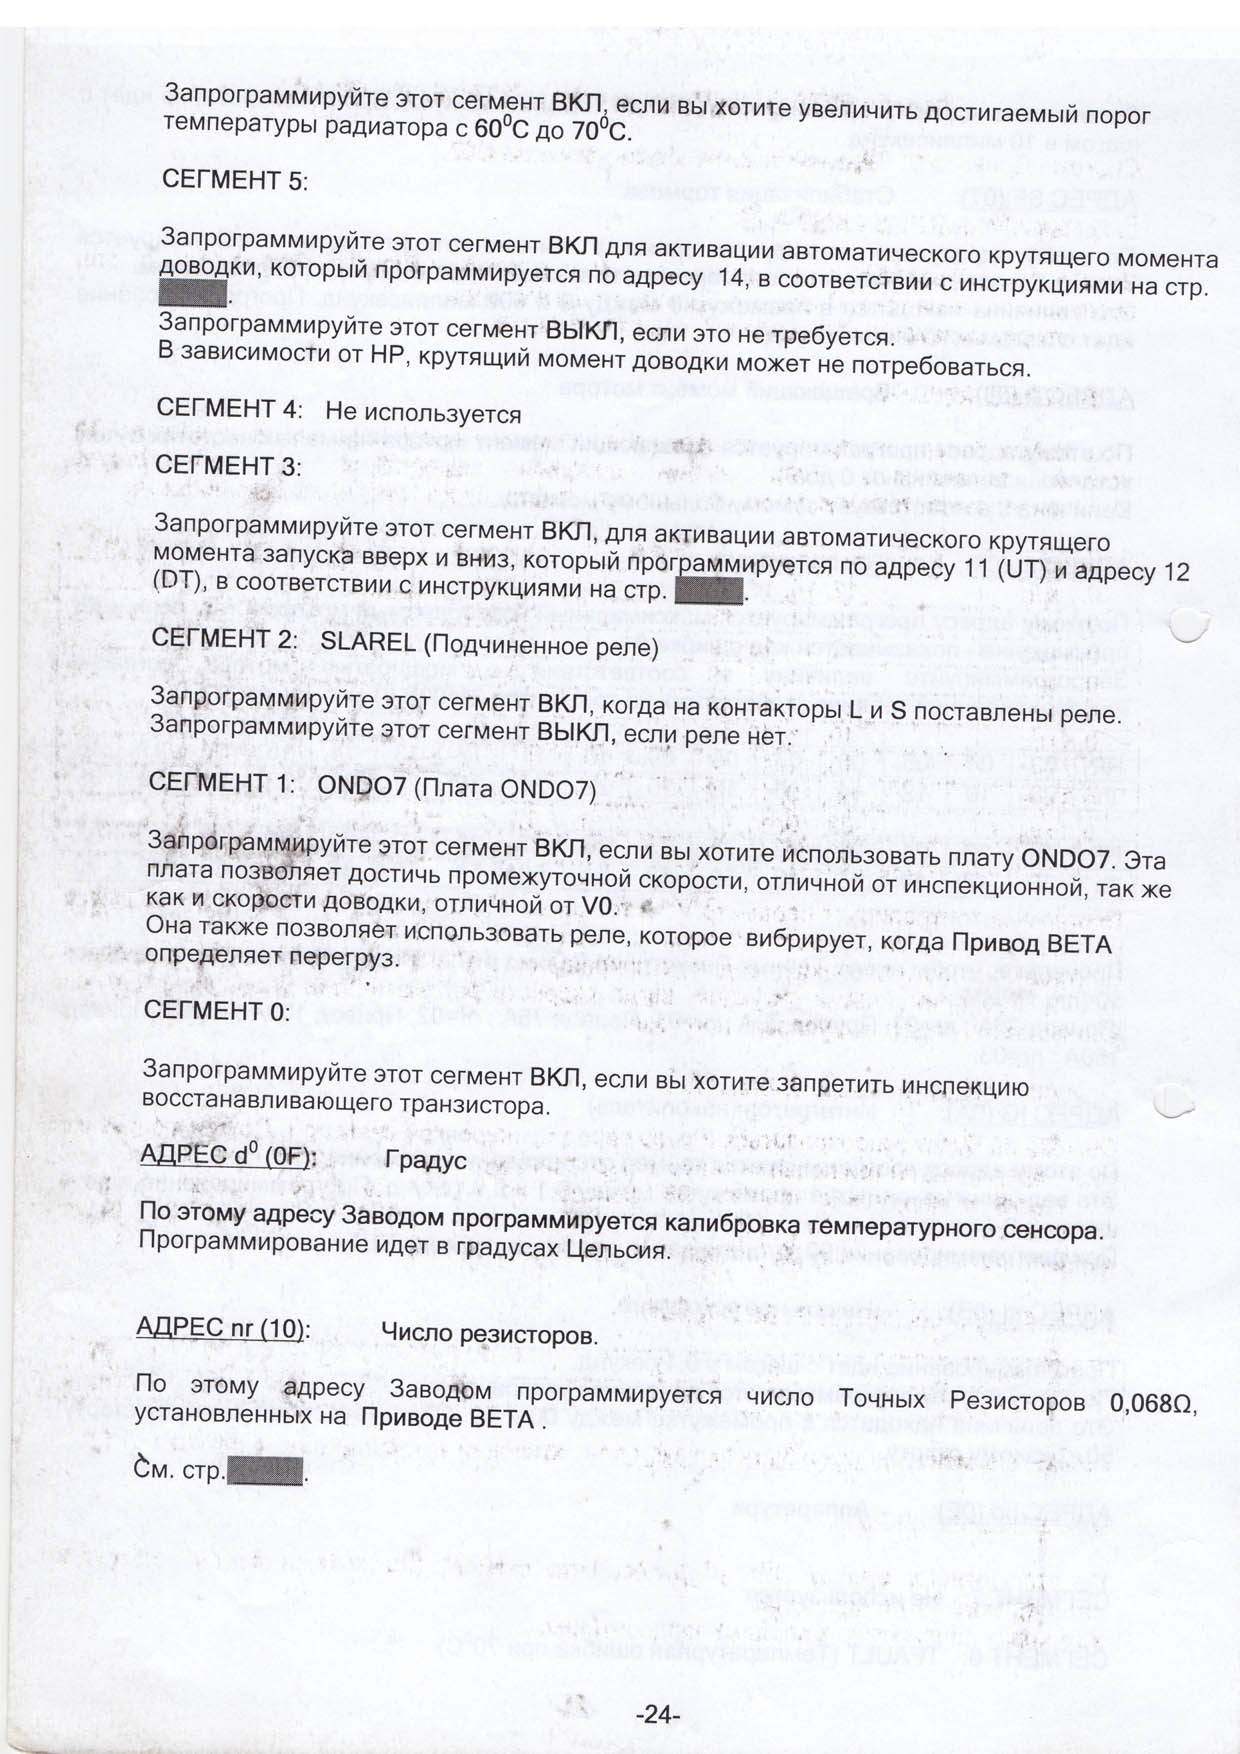 Запрограммируйте этот сегмент ВКЛ, если вы хотите увеличить достигаемый порог
температуры радиатора с 60⁰С до 70⁰С.
СЕГМЕНТ 5:
Запрограммируйте этот сегмент ВКЛ для активации автоматического крутящего момента
доводки, который программируется по адресу 14, в соответствии с инструкциями на стр.
Запрограммируйте этот сегмент ВЫКЛ, если это не требуется.
В зависимости от НР, крутящий момент доводки может не потребоваться.
СЕГМЕНТ 4: Не используется
СЕГМЕНТ 3:
Запрограммируйте этот сегмент ВКЛ, для активации автоматического крутящего
момента запуска вверх и вниз, который программируется по адресу 11 (UT) и адресу 12
(DT), в соответствии с инструкциями на стр. .
СЕГМЕНТ 2: SLAREL (Подчиненное реле)
Запрограммируйте этот сегмент ВКЛ, когда на контакторы L и S поставлены реле.
Запрограммируйте этот сегмент ВЫКЛ, если реле нет.
СЕГМЕНТ 1: ONDO7 (Плата ONDO7)
Запрограммируйте этот сегмент ВКЛ, если вы хотите использовать плату ONDO7. Эта
плата позволяет достичь промежуточной скорости, отличной от инспекционной, так же
как и скорости доводки, отличной от V0.
Она также позволяет использовать реле, которое вибрирует, когда Привод ВЕТА
определяет перегруз.
СЕГМЕНТ 0:
Запрограммируйте этот сегмент ВКЛ, если вы хотите запретить инспекцию
восстанавливающего транзистора.
АДРЕС d⁰ (0F): Градус
По этому адресу Заводом программируется калибровка температурного сенсора.
Программирование идет в градусах Цельсия.
АДРЕС nr (10): Число резисторов.
По этому адресу Заводом программируется число Точных Резисторов 0,068Ω,
установленных на Приводе ВЕТА .
См. стр. .
-24-